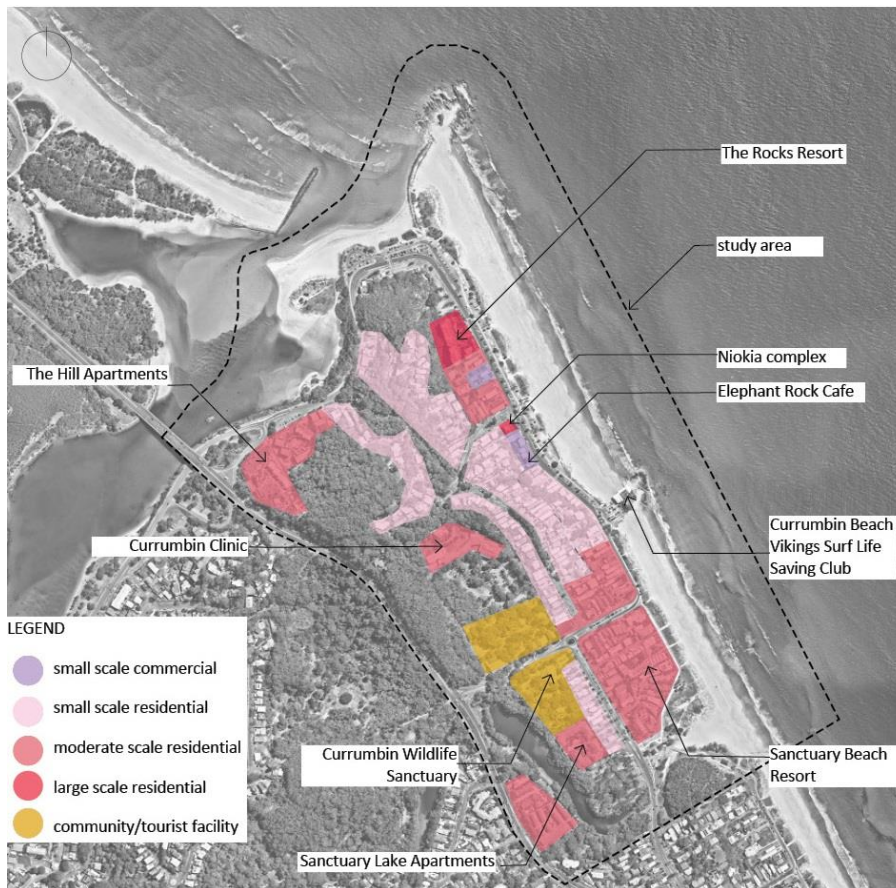 The Rocks Resort
study area
Niokia complex
The Hill Apartments
Elephant Rock Cafe
Currumbin Beach
Vikings Surf Life
Saving Club
Currumbin Clinic
LEGEND
small scale commercial
small scale residential
moderate scale residential
large scale residential
community/tourist facility
Currumbin Wildlife
Sanctuary
Sanctuary Beach
Resort
Sanctuary Lake Apartments